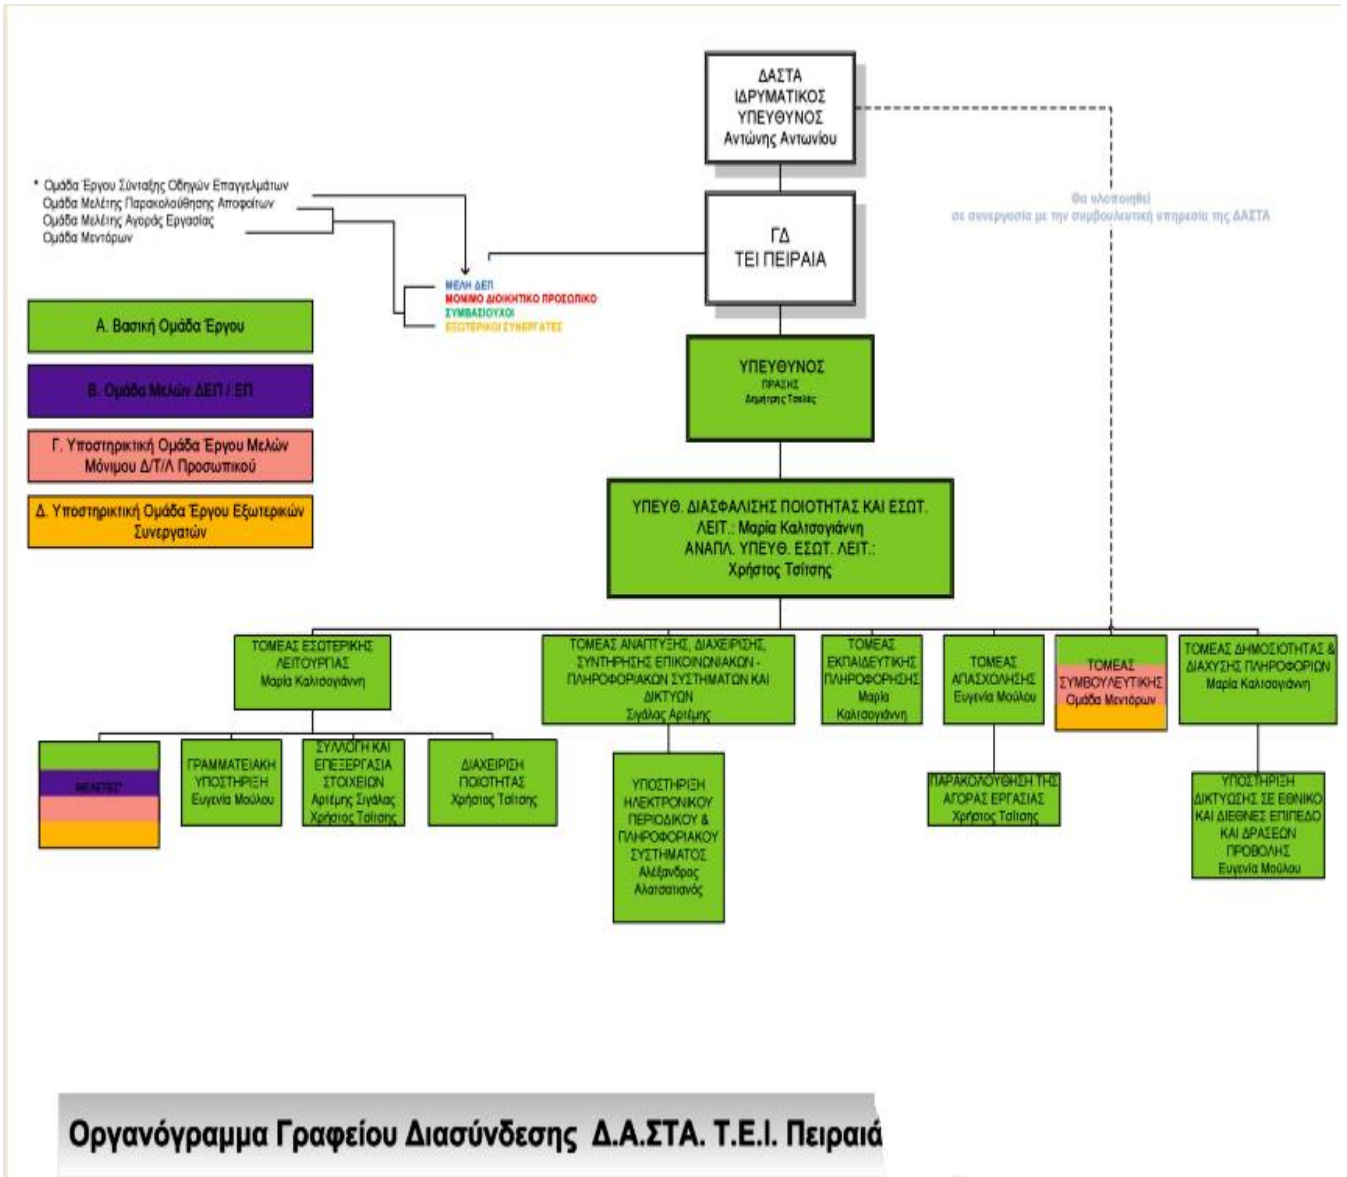 ΔΑΣΤΑ
ΙΔΡΥΜΑΤΙΚΟΣ
ΥΠΕΥΘΥΝΟΣ
Αντώνης Αντωνίου
* Ομάδα Έργου Σύνταξης Οδηγών Επαγγελμάτων
Ομάδα Μελέτης Παρακολούθησης Αποφοίτων
Ομάδα Μελέτης Αγοράς Εργασίας
Ομάδα Μεντόρων
Θα υλοποιηθεί
σε συνεργασία με την συμβουλευτική υπηρεσία της ΔΑΣΤΑ
ΓΔ
ΤΕΙ ΠΕΙΡΑΙΑ
ΜΕΛΗ ΔΕΠ
ΜΟΝΙΜΟ ΔΙΟΙΚΗΤΙΚΟ ΠΡΟΣΩΠΙΚΟ
ΣΥΜΒΑΣΙΟΥΧΟΙ
ΕΞΩΤΕΡΙΚΟΙ ΣΥΝΕΡΓΑΤΕΣ
Α. Βασική Ομάδα Έργου
Β. Ομάδα Μελών ΔΕΠ / ΕΠ
Γ. Υποστηρικτική Ομάδα Έργου Μελών
Μόνιμου Δ/Τ/Λ Προσωπικού
Δ. Υποστηρικτική Ομάδα Έργου Εξωτερικών
Συνεργατών
ΥΠΕΥΘΥΝΟΣ
ΠΡΑΞΗΣ
Δημήτρης Τσελές
ΥΠΕΥΘ. ΔΙΑΣΦΑΛΙΣΗΣ ΠΟΙΟΤΗΤΑΣ ΚΑΙ ΕΣΩΤ.
ΛΕΙΤ.: Μαρία Καλτσογιάννη
ΑΝΑΠΛ. ΥΠΕΥΘ. ΕΣΩΤ. ΛΕΙΤ.:
Χρήστος Τσίτσης
ΤΟΜΕΑΣ ΕΣΩΤΕΡΙΚΗΣ
ΛΕΙΤΟΥΡΓΙΑΣ
Μαρία Καλτσογιάννη
ΤΟΜΕΑΣ ΑΝΑΠΤΥΞΗΣ, ΔΙΑΧΕΙΡΙΣΗΣ,
ΣΥΝΤΗΡΗΣΗΣ ΕΠΙΚΟΙΝΩΝΙΑΚΩΝ -
ΠΛΗΡΟΦΟΡΙΑΚΩΝ ΣΥΣΤΗΜΑΤΩΝ ΚΑΙ
ΔΙΚΤΥΩΝ
Σιγάλας Αρτέμης
ΤΟΜΕΑΣ
ΕΚΠΑΙΔΕΥΤΙΚΗΣ
ΠΛΗΡΟΦΟΡΗΣΗΣ
Μαρία
Καλτσογιάννη
ΤΟΜΕΑΣ
ΑΠΑΣΧΟΛΗΣΗΣ
Ευγενία Μούλου
ΤΟΜΕΑΣ
ΣΥΜΒΟΥΛΕΥΤΙΚΗΣ
Ομάδα Μεντόρων
ΤΟΜΕΑΣ ΔΗΜΟΣΙΟΤΗΤΑΣ &
ΔΙΑΧΥΣΗΣ ΠΛΗΡΟΦΟΡΙΩΝ
Μαρία Καλτσογιάννη
ΜΕΛΕΤΕΣ*
ΓΡΑΜΜΑΤΕΙΑΚΗ
ΥΠΟΣΤΗΡΙΞΗ
Ευγενία Μούλου
ΣΥΛΛΟΓΗ ΚΑΙ
ΕΠΕΞΕΡΓΑΣΙΑ
ΣΤΟΙΧΕΙΩΝ
Αρτέμης Σιγάλας
Χρήστος Τσίτσης
ΔΙΑΧΕΙΡΙΣΗ
ΠΟΙΟΤΗΤΑΣ
Χρήστος Τσίτσης
ΥΠΟΣΤΗΡΙΞΗ
ΗΛΕΚΤΡΟΝΙΚΟΥ
ΠΕΡΙΟΔΙΚΟΥ &
ΠΛΗΡΟΦΟΡΙΑΚΟΥ
ΣΥΣΤΗΜΑΤΟΣ
Αλέξανδρος
Αλατσατιανός
ΠΑΡΑΚΟΛΟΥΘΗΣΗ ΤΗΣ
ΑΓΟΡΑΣ ΕΡΓΑΣΙΑΣ
Χρήστος Τσίτσης
ΥΠΟΣΤΗΡΙΞΗ
ΔΙΚΤΥΩΣΗΣ ΣΕ ΕΘΝΙΚΟ
ΚΑΙ ΔΙΕΘΝΕΣ ΕΠΙΠΕΔΟ
ΚΑΙ ΔΡΑΣΕΩΝ
ΠΡΟΒΟΛΗΣ
Ευγενία Μούλου
Οργανόγραμμα Γραφείου Διασύνδεσης Δ.Α.ΣΤΑ. Τ.Ε.Ι. Πειραιά